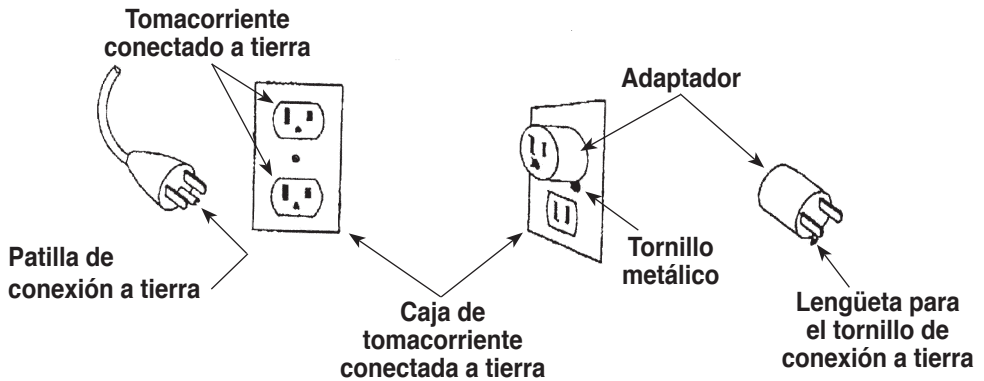 Tomacorriente
conectado a tierra
Adaptador
Patilla de
conexión a tierra
Caja de
tomacorriente
conectada a tierra
Tornillo
metálico
Lengüeta para
el tornillo de
conexión a tierra